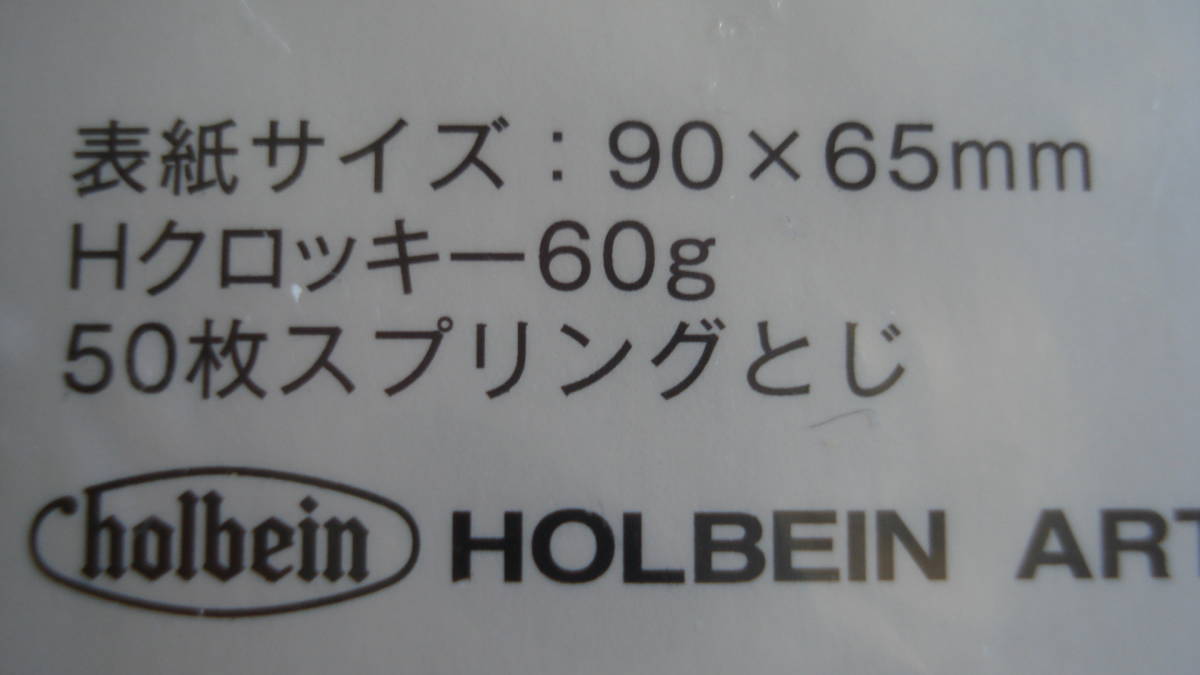 表紙サイズ：90×65mm
Hクロッキー60g
50枚スプリングとじ
holbein HOLBEIN ART